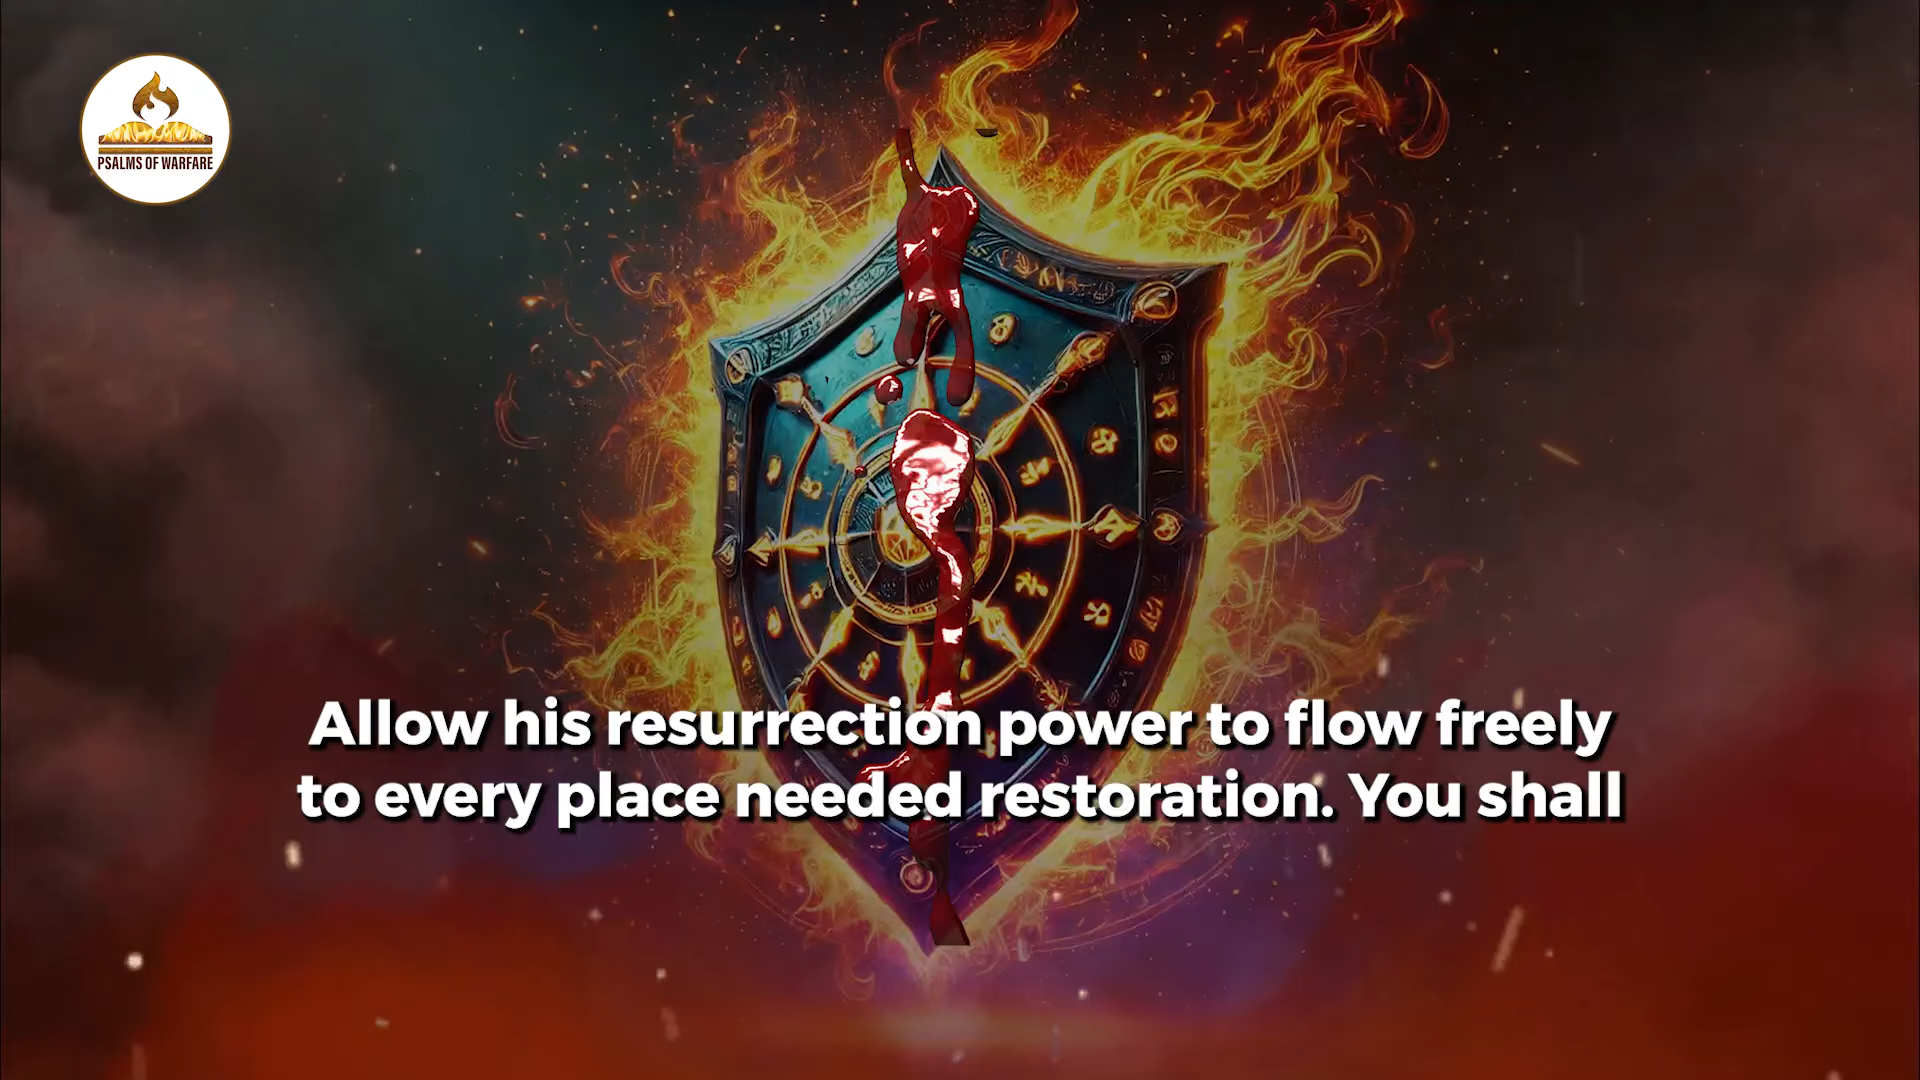 PSALMS OF WARFARE
Allow his resurrection power to flow freely
to every place needed restoration. You shall